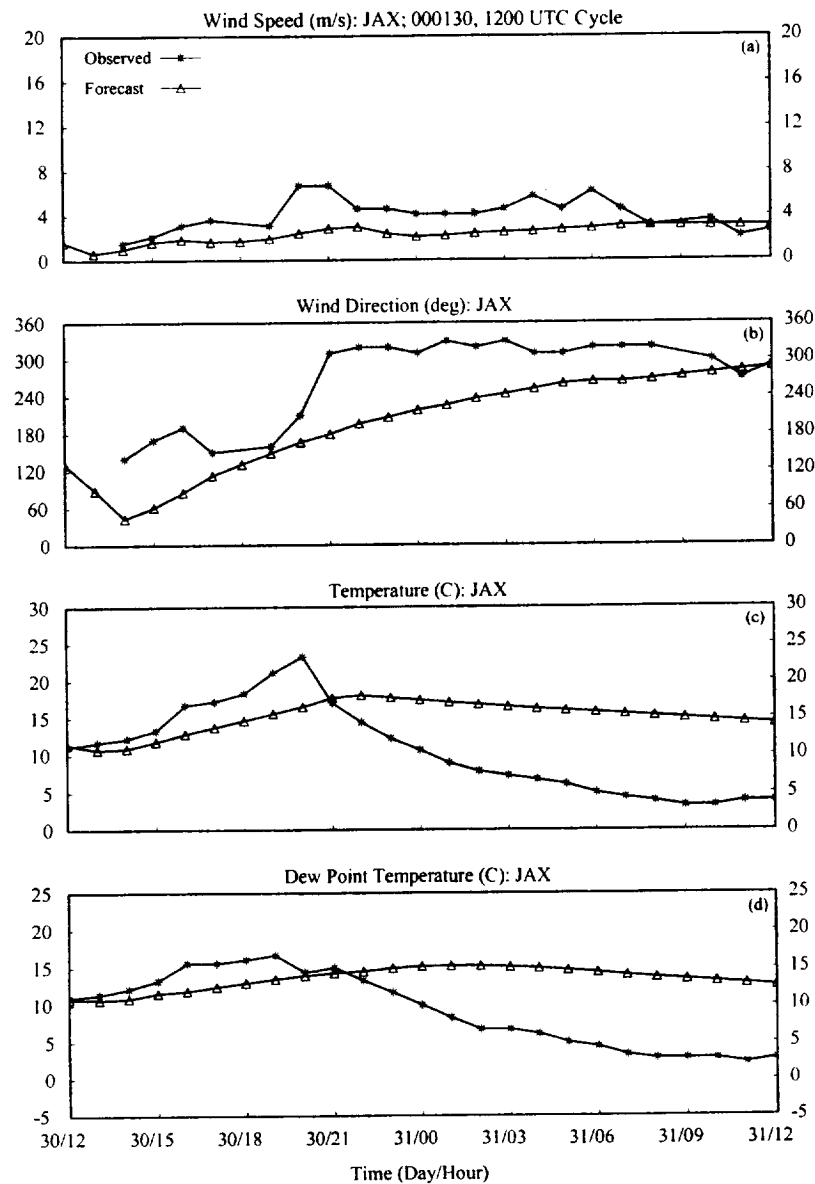 Wind Speed (m/s): JAX; 000130, 1200 UTC Cycle
20 20
(a)
Observed
16 16
Forecast
12 12
8 8
4 4
0 0
Wind Direction (deg): JAX
360 360
(b)
300 300
240 240
180 180
120 120
60 60
0 0
Temperature (C): JAX
30 30
(c)
25 25
20 20
15 15
10 10
5 5
0 0
Dew Point Temperature (C): JAX
25 25
(d)
20 20
15 15
10 10
5 5
0 0
-5 -5
30/12 30/15 30/18 30/21 31/00 31/03 31/06 31/09 31/12
Time (Day/Hour)